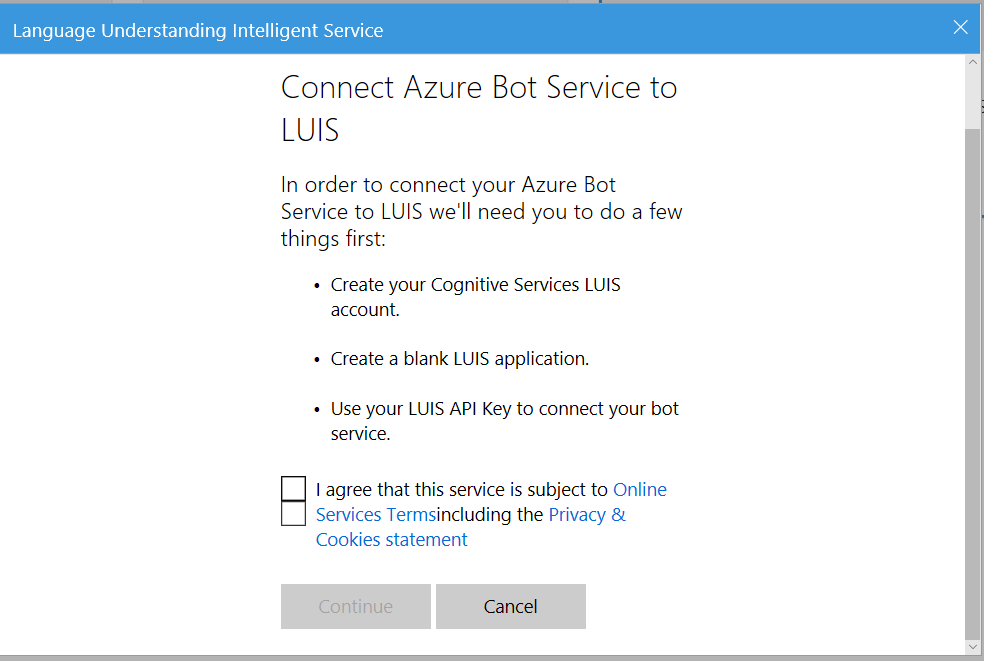 Language Understanding Intelligent Service
Connect Azure Bot Service to
LUIS
In order to connect your Azure Bot
Service to LUIS we'll need you to do a few
things first:
• Create your Cognitive Services LUIS
account.
• Create a blank LUIS application.
• Use your LUIS API Key to connect your bot
service.
I agree that this service is subject to Online
Services Termsincluding the Privacy &
Cookies statement
Continue Cancel